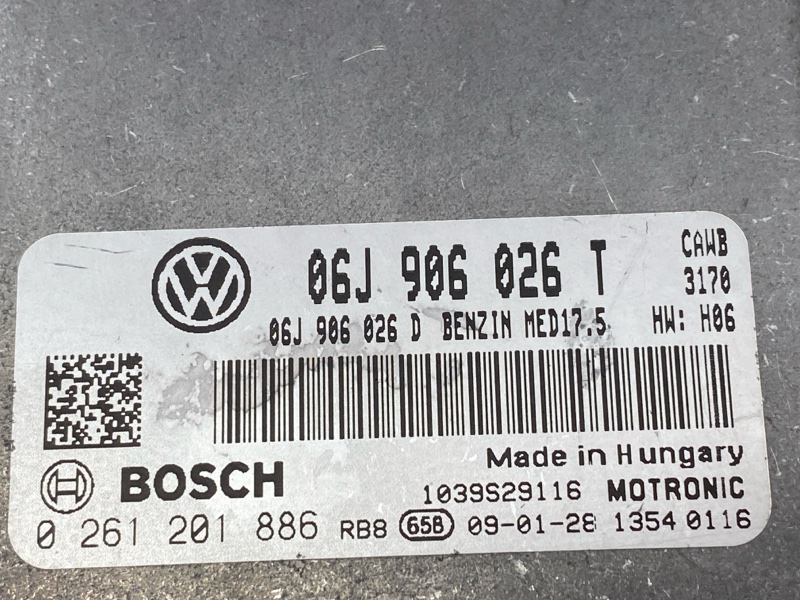 06J 906 026 T CAWB
3170
06J 906 026 D BENZIN MED17.5 HW: H06
Made in Hungary
BOSCH 1039S29116 MOTRONIC
0 261 201 886 RB8 65B 09-01-28 1354 0116